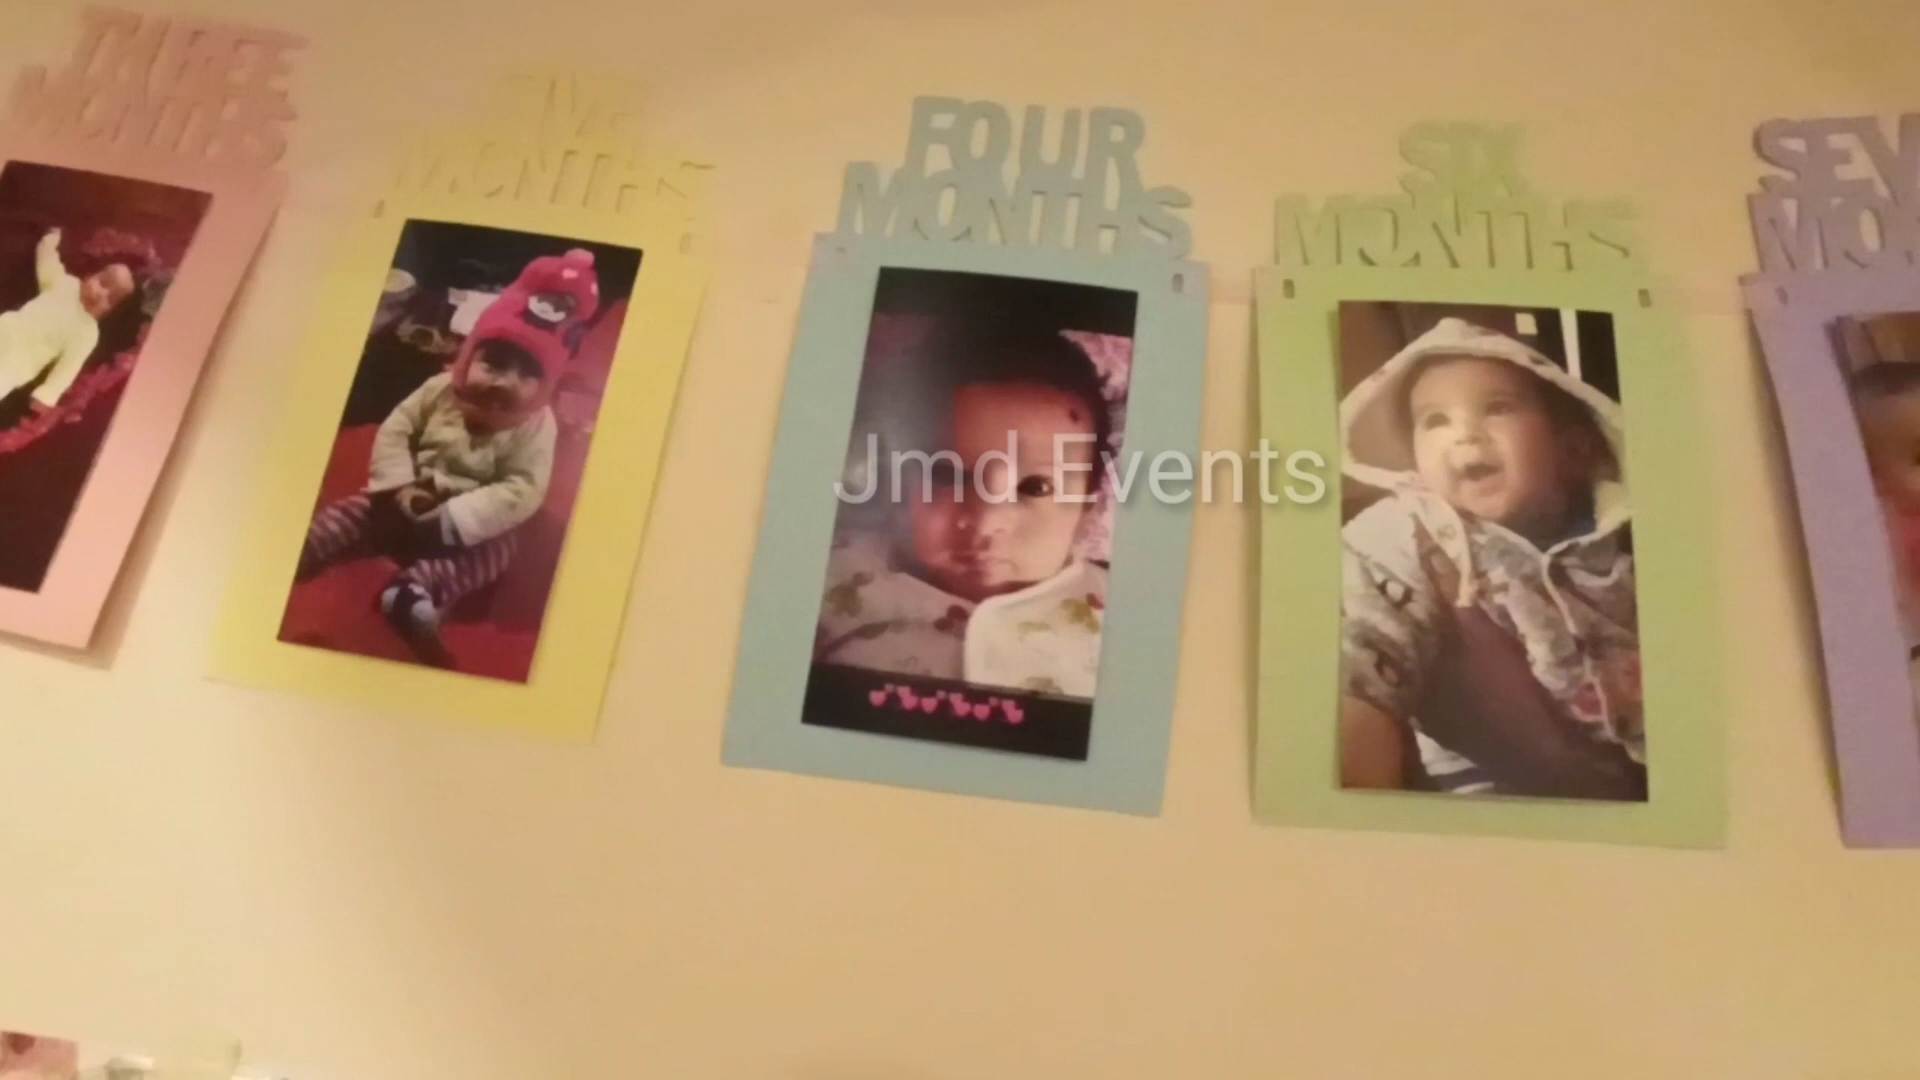 THREE
MONTHS
FIVE
MONTHS
FOUR
MONTHS
SIX
MONTHS
Jmd Events